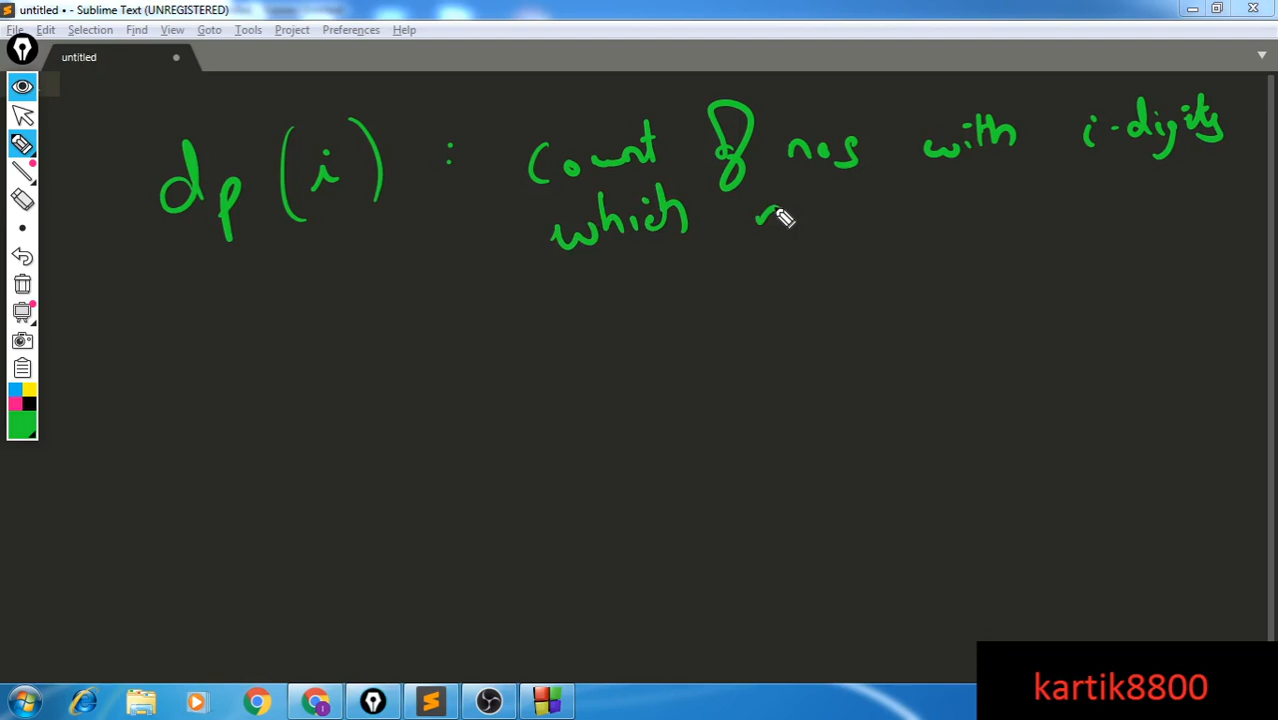 untitled • - Sublime Text (UNREGISTERED)
File Edit Selection Find View Goto Tools Project Preferences Help
untitled
dp (i) : Count of nos with i-digits
which
kartik8800